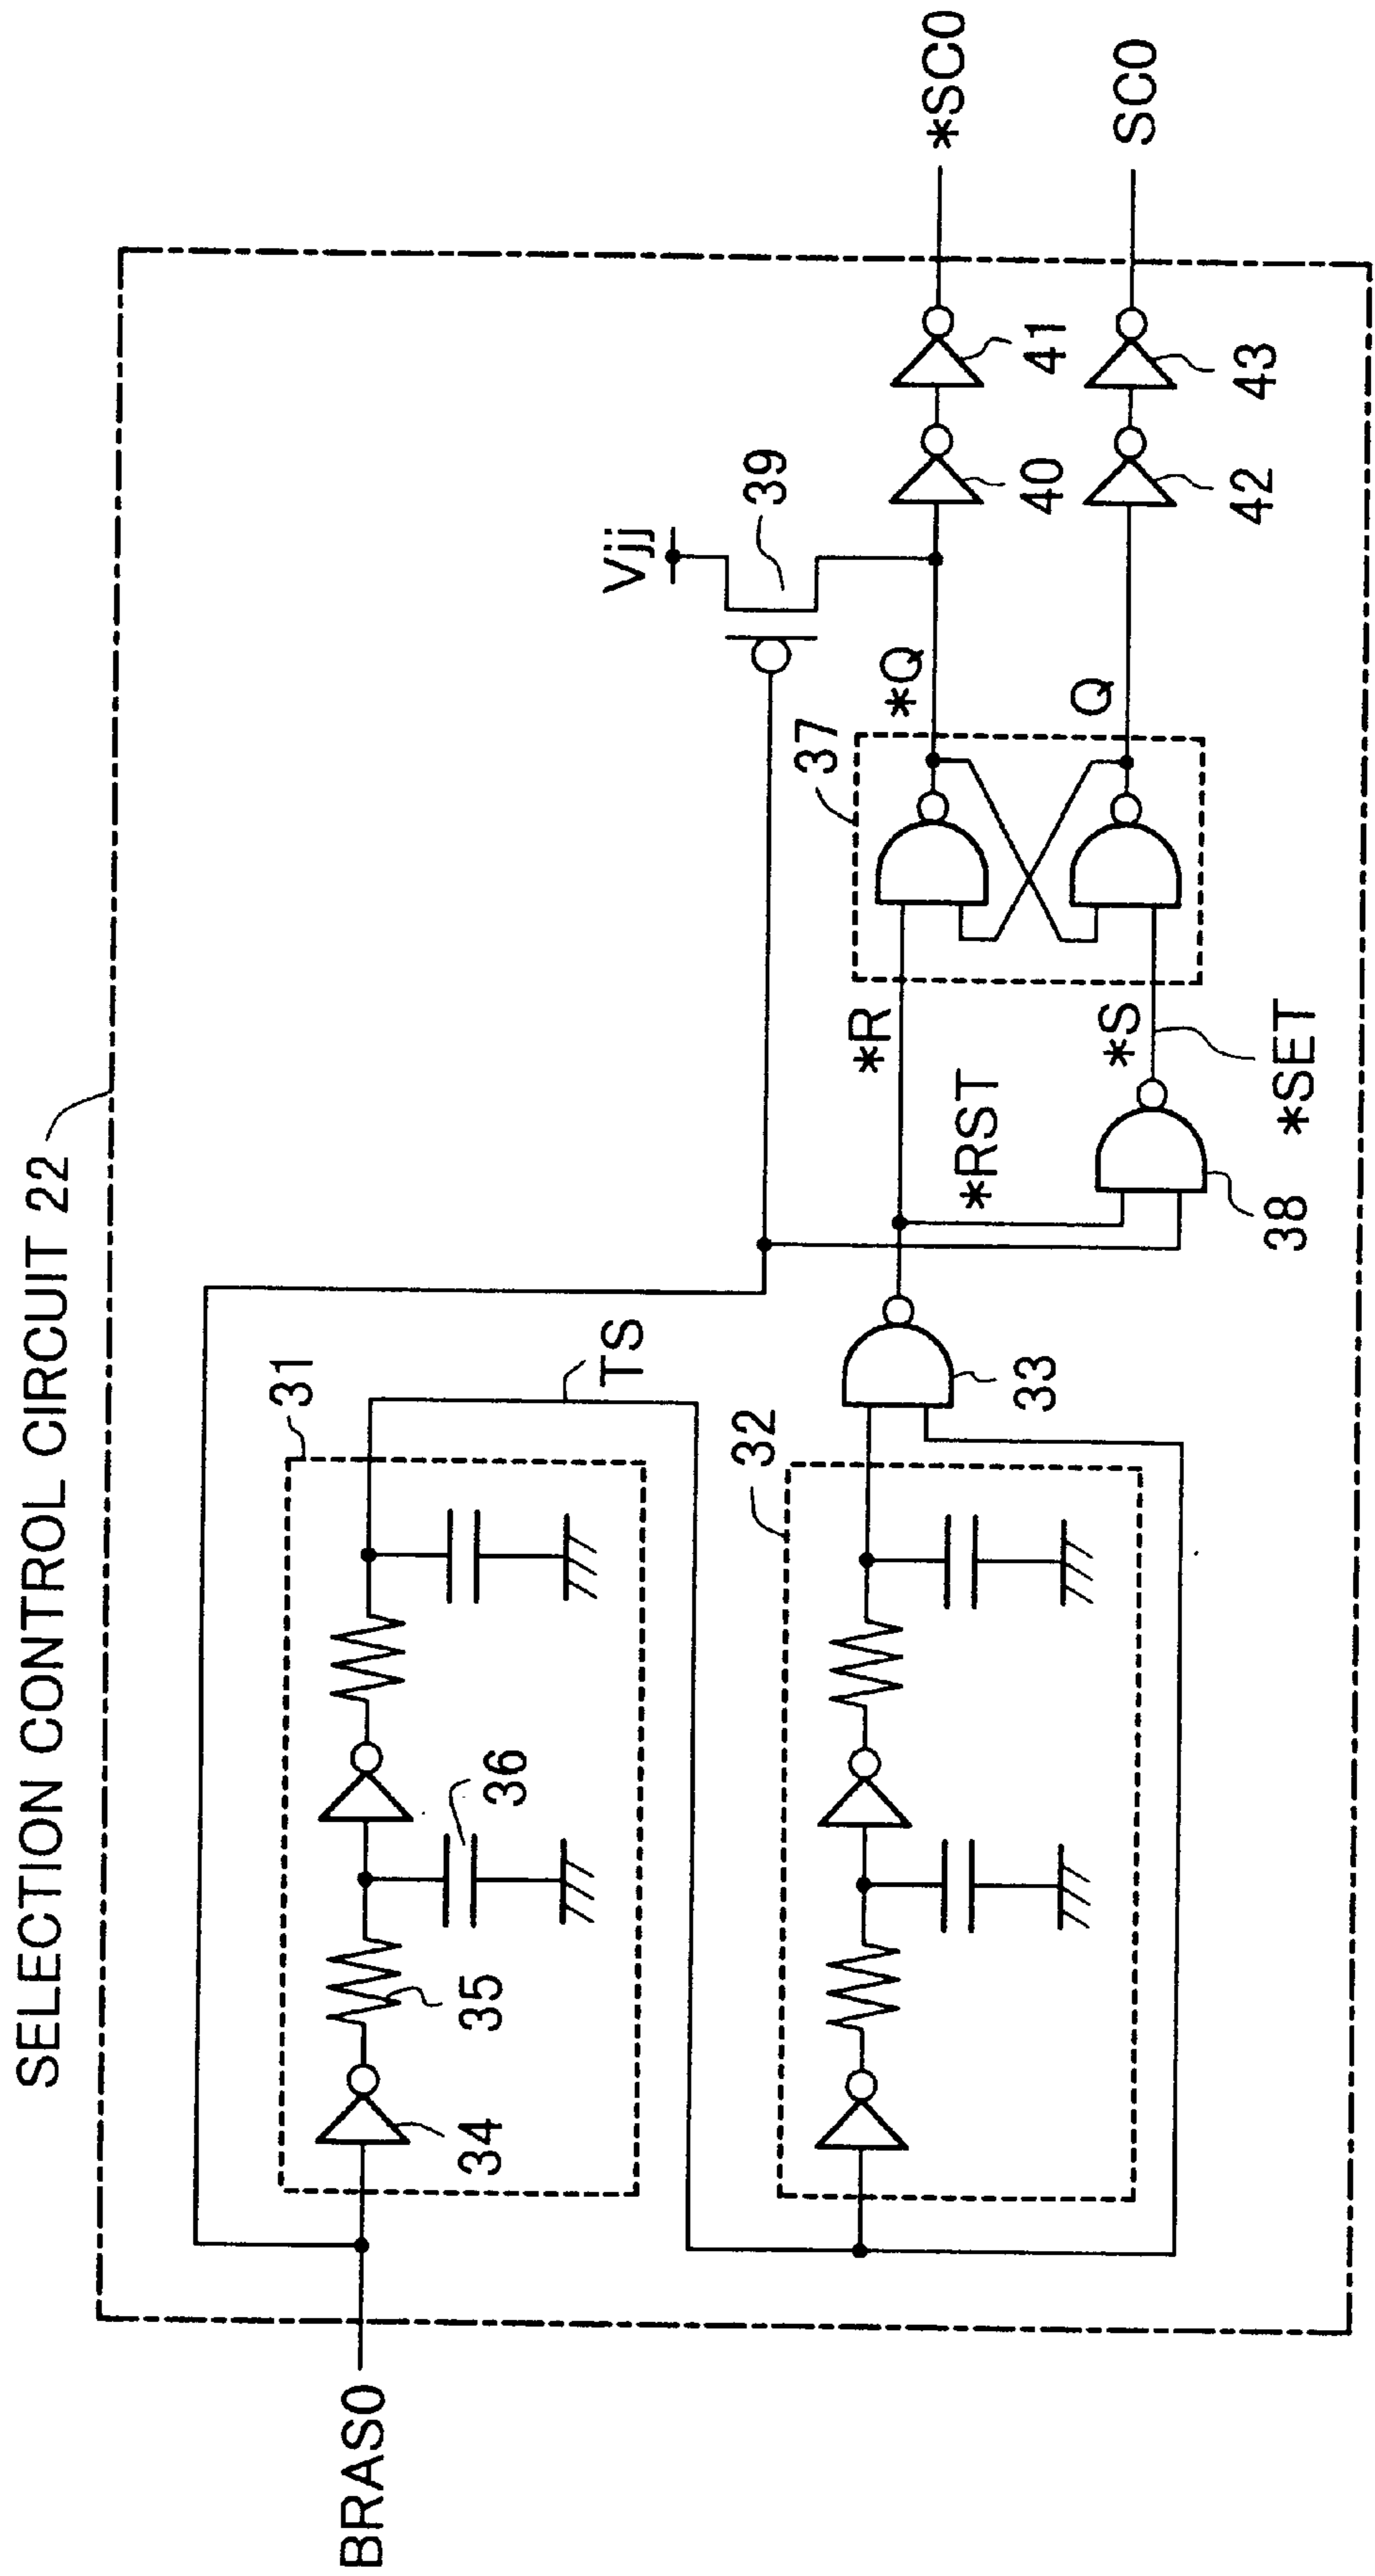 SELECTION CONTROL CIRCUIT 22
BRAS0
31
34
35
36
TS
32
33
*RST
*R
38
*S
*SET
37
*Q
Q
Vjj
39
40
41
42
43
*SC0
SC0